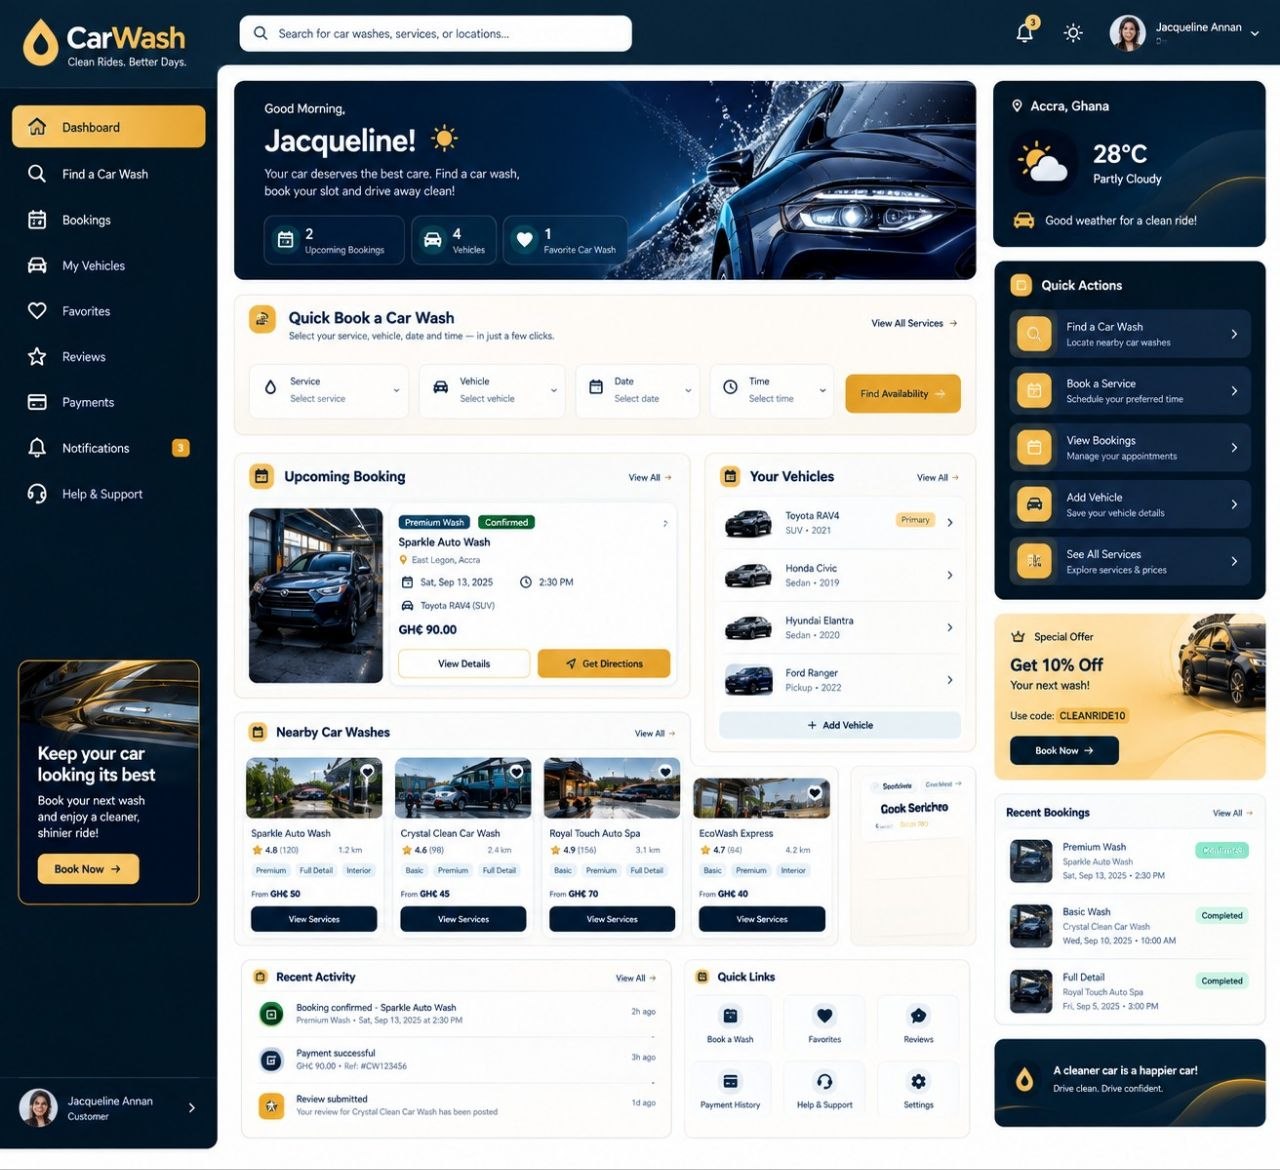 CarWash
Clean Rides. Better Days.
Search for car washes, services, or locations...
3
Jacqueline Annan
Dashboard
Find a Car Wash
Bookings
My Vehicles
Favorites
Reviews
Payments
Notifications
3
Help & Support
Keep your car
looking its best
Book your next wash
and enjoy a cleaner,
shinier ride!
Book Now →
Jacqueline Annan
Customer
Good Morning,
Jacqueline!
Your car deserves the best care. Find a car wash,
book your slot and drive away clean!
2
Upcoming Bookings
4
Vehicles
1
Favorite Car Wash
Quick Book a Car Wash
Select your service, vehicle, date and time — in just a few clicks.
View All Services →
Service
Select service
Vehicle
Select vehicle
Date
Select date
Time
Select time
Find Availability →
Upcoming Booking
View All →
Premium Wash
Confirmed
Sparkle Auto Wash
East Legon, Accra
Sat, Sep 13, 2025
2:30 PM
Toyota RAV4 (SUV)
GH₵ 90.00
View Details
Get Directions
Your Vehicles
View All →
Toyota RAV4
SUV • 2021
Primary
Honda Civic
Sedan • 2019
Hyundai Elantra
Sedan • 2020
Ford Ranger
Pickup • 2022
+ Add Vehicle
Nearby Car Washes
View All →
Sparkle Auto Wash
4.8 (120)
1.2 km
Premium
Full Detail
Interior
From GH₵ 50
View Services
Crystal Clean Car Wash
4.6 (98)
2.4 km
Basic
Premium
Full Detail
From GH₵ 45
View Services
Royal Touch Auto Spa
4.9 (156)
3.1 km
Basic
Premium
Full Detail
From GH₵ 70
View Services
EcoWash Express
4.7 (84)
4.2 km
Basic
Premium
Interior
From GH₵ 40
View Services
Gook Serichro
Recent Activity
View All →
Booking confirmed - Sparkle Auto Wash
Premium Wash • Sat, Sep 13, 2025 at 2:30 PM
2h ago
Payment successful
GH₵ 90.00 • Ref: #CW123456
3h ago
Review submitted
Your review for Crystal Clean Car Wash has been posted
1d ago
Quick Links
Book a Wash
Favorites
Reviews
Payment History
Help & Support
Settings
Accra, Ghana
28°C
Partly Cloudy
Good weather for a clean ride!
Quick Actions
Find a Car Wash
Locate nearby car washes
Book a Service
Schedule your preferred time
View Bookings
Manage your appointments
Add Vehicle
Save your vehicle details
See All Services
Explore services & prices
Special Offer
Get 10% Off
Your next wash!
Use code: CLEANRIDE10
Book Now →
Recent Bookings
View All →
Premium Wash
Sparkle Auto Wash
Sat, Sep 13, 2025 • 2:30 PM
Basic Wash
Crystal Clean Car Wash
Wed, Sep 10, 2025 • 10:00 AM
Completed
Full Detail
Royal Touch Auto Spa
Fri, Sep 5, 2025 • 3:00 PM
Completed
A cleaner car is a happier car!
Drive clean. Drive confident.